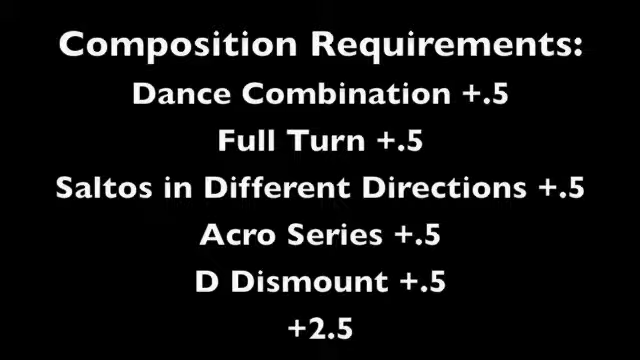 Composition Requirements:
Dance Combination +.5
Full Turn +.5
Saltos in Different Directions +.5
Acro Series +.5
D Dismount +.5
+2.5